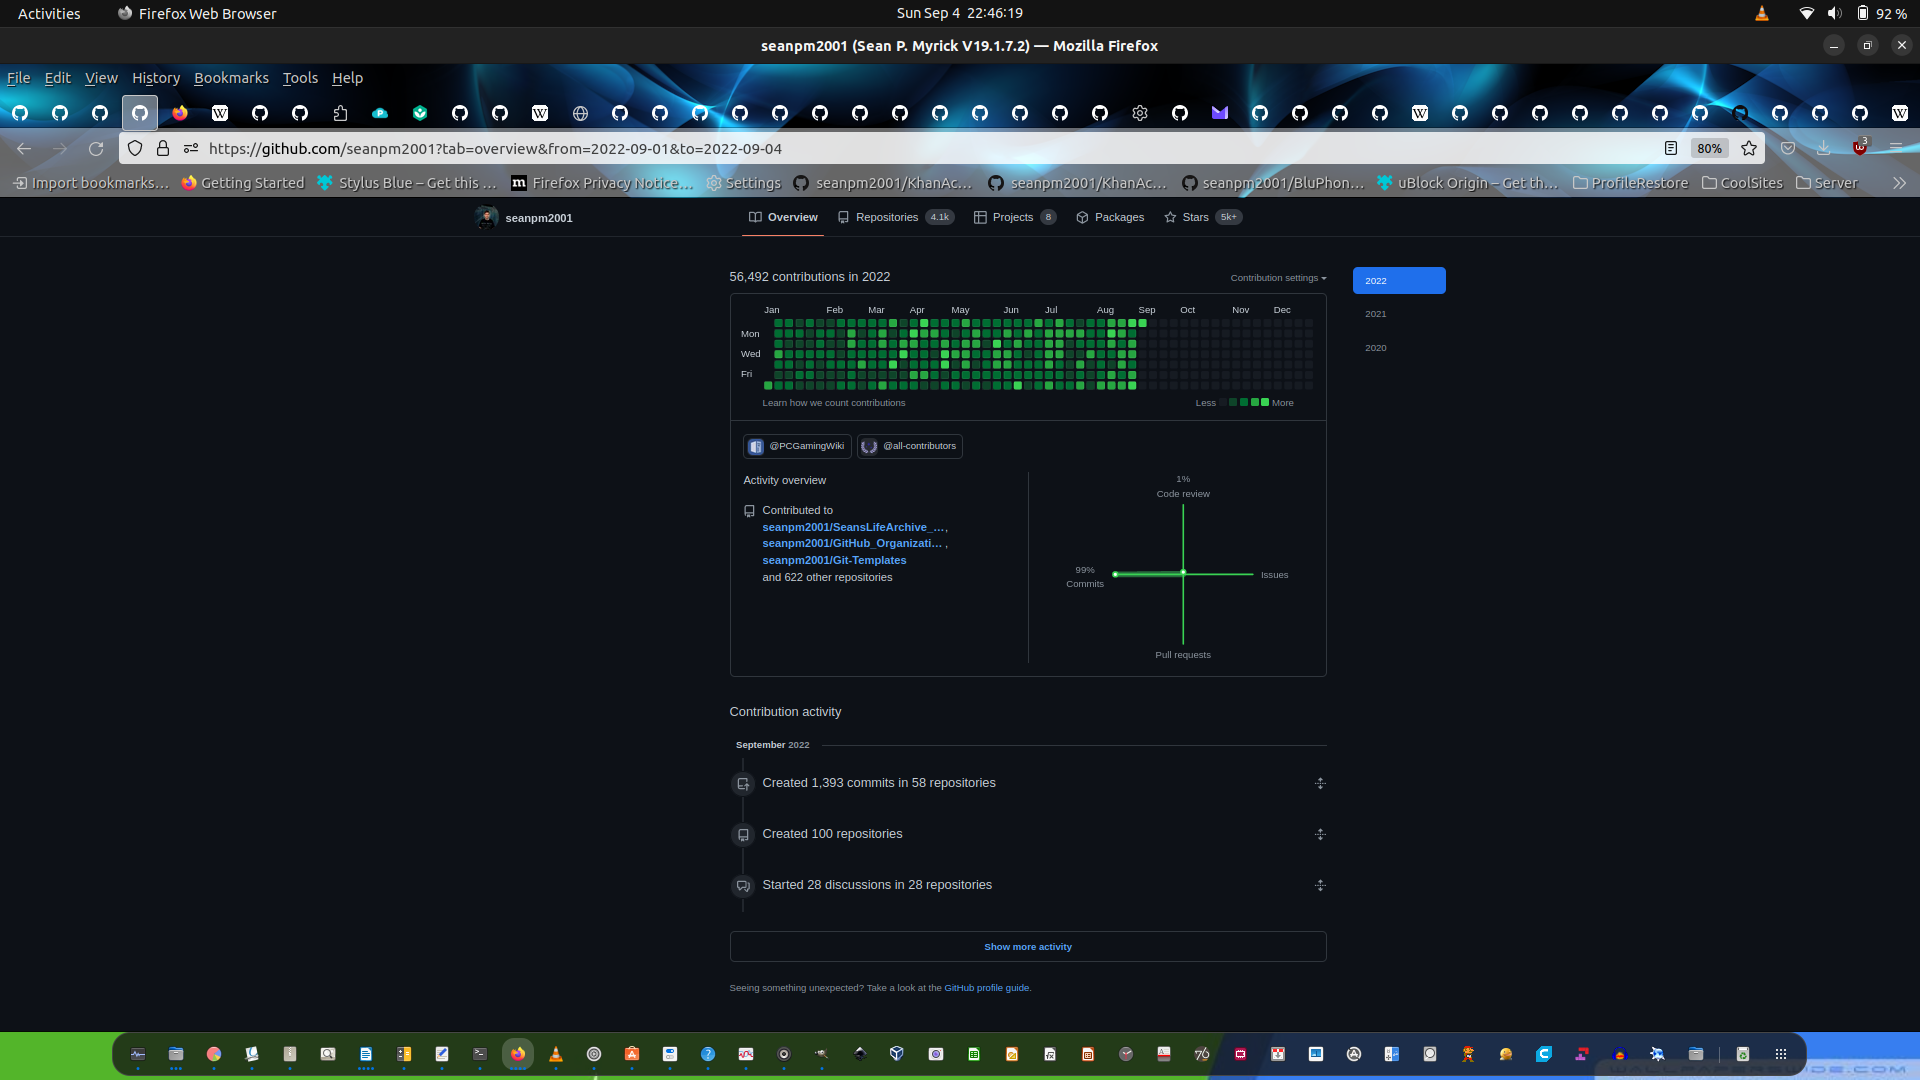 Activities
Firefox Web Browser
Sun Sep 4 22:46:19
92 %
seanpm2001 (Sean P. Myrick V19.1.7.2) — Mozilla Firefox
File Edit View History Bookmarks Tools Help
https://github.com/seanpm2001?tab=overview&from=2022-09-01&to=2022-09-04
80%
3
Import bookmarks…
Getting Started
Stylus Blue – Get this …
Firefox Privacy Notice…
Settings
seanpm2001/KhanAc…
seanpm2001/KhanAc…
seanpm2001/BluPhon…
uBlock Origin – Get th…
ProfileRestore
CoolSites
Server
seanpm2001
Overview
Repositories 4.1k
Projects 8
Packages
Stars 5k+
56,492 contributions in 2022
Contribution settings
2022
2021
2020
Jan Feb Mar Apr May Jun Jul Aug Sep Oct Nov Dec
Mon
Wed
Fri
Learn how we count contributions
Less
More
@PCGamingWiki
@all-contributors
Activity overview
Contributed to
seanpm2001/SeansLifeArchive_…,
seanpm2001/GitHub_Organizati… ,
seanpm2001/Git-Templates
and 622 other repositories
1%
Code review
99%
Commits
Issues
Pull requests
Contribution activity
September 2022
Created 1,393 commits in 58 repositories
Created 100 repositories
Started 28 discussions in 28 repositories
Show more activity
Seeing something unexpected? Take a look at the GitHub profile guide.
76
WALLPAPERSWIDE.COM